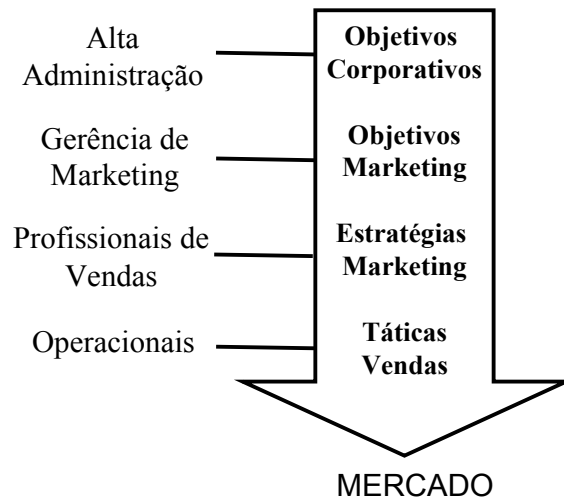 Alta
Administração
Objetivos
Corporativos
Gerência de
Marketing
Objetivos
Marketing
Profissionais de
Vendas
Estratégias
Marketing
Operacionais
Táticas
Vendas
MERCADO